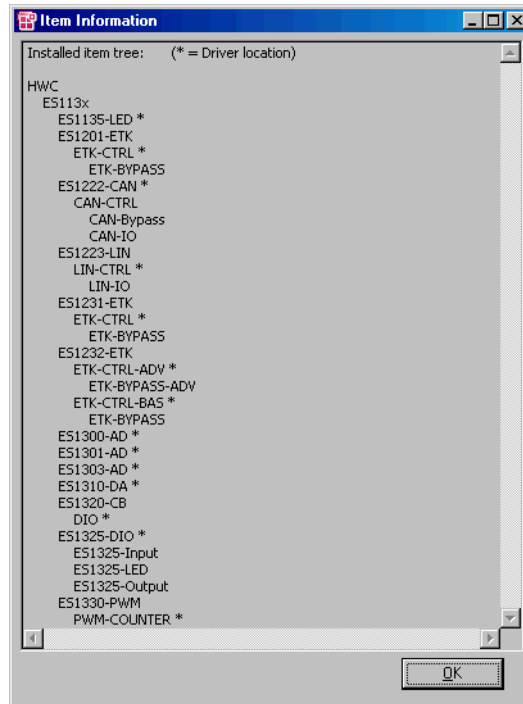 Item Information
Installed item tree: (* = Driver location)
HWC
ES113x
ES1135-LED *
ES1201-ETK
ETK-CTRL *
ETK-BYPASS
ES1222-CAN *
CAN-CTRL
CAN-Bypass
CAN-IO
ES1223-LIN
LIN-CTRL *
LIN-IO
ES1231-ETK
ETK-CTRL *
ETK-BYPASS
ES1232-ETK
ETK-CTRL-ADV *
ETK-BYPASS-ADV
ETK-CTRL-BAS *
ETK-BYPASS
ES1300-AD *
ES1301-AD *
ES1303-AD *
ES1310-DA *
ES1320-CB
DIO *
ES1325-DIO *
ES1325-Input
ES1325-LED
ES1325-Output
ES1330-PWM
PWM-COUNTER *
OK